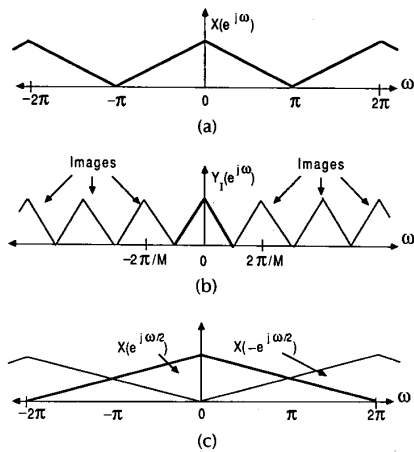 X(e^{jω})
ω
-2π -π 0 π 2π
(a)
Images Y_I(e^{jω}) Images
ω
-2π/M 0 2π/M
(b)
X(e^{jω/2}) X(-e^{jω/2})
ω
-2π -π 0 π 2π
(c)